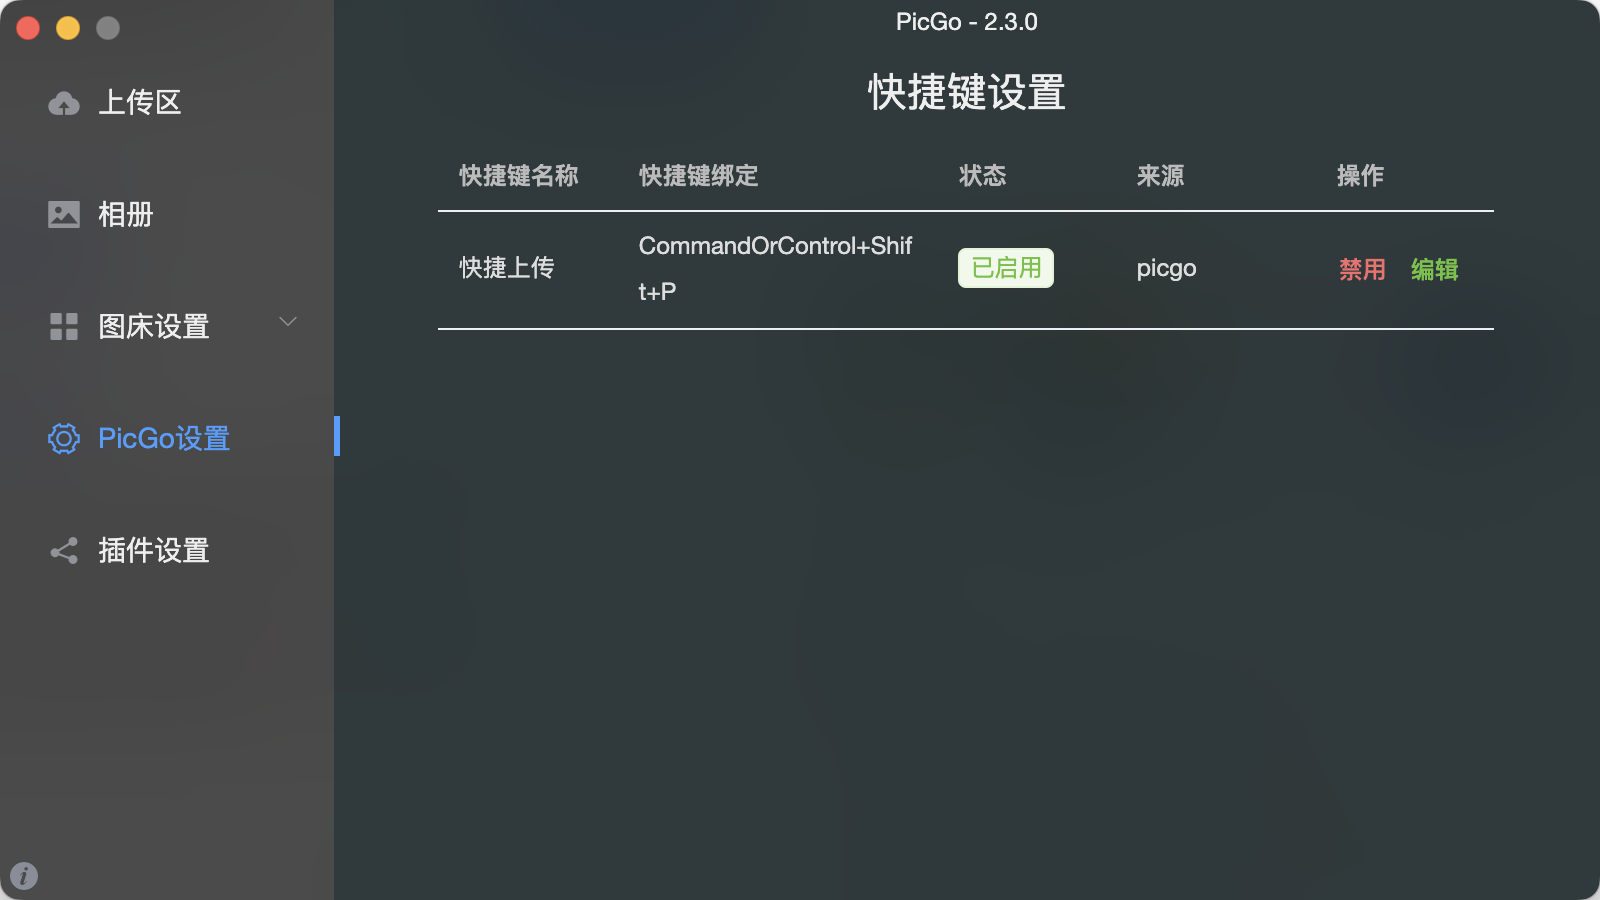 PicGo - 2.3.0
上传区
相册
图床设置
PicGo设置
插件设置
快捷键设置
快捷键名称 快捷键绑定 状态 来源 操作
快捷上传 CommandOrControl+Shif
t+P 已启用 picgo 禁用 编辑
i